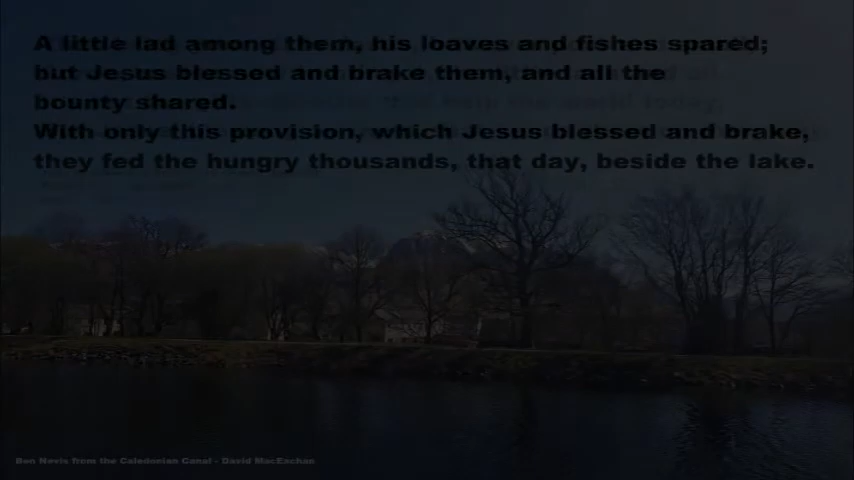 A little lad among them, his loaves and fishes spared;
but Jesus blessed and brake them, and all the
bounty shared.
With only this provision, which Jesus blessed and brake,
they fed the hungry thousands, that day, beside the lake.
Ben Nevis from the Caledonian Canal - David MacEachan